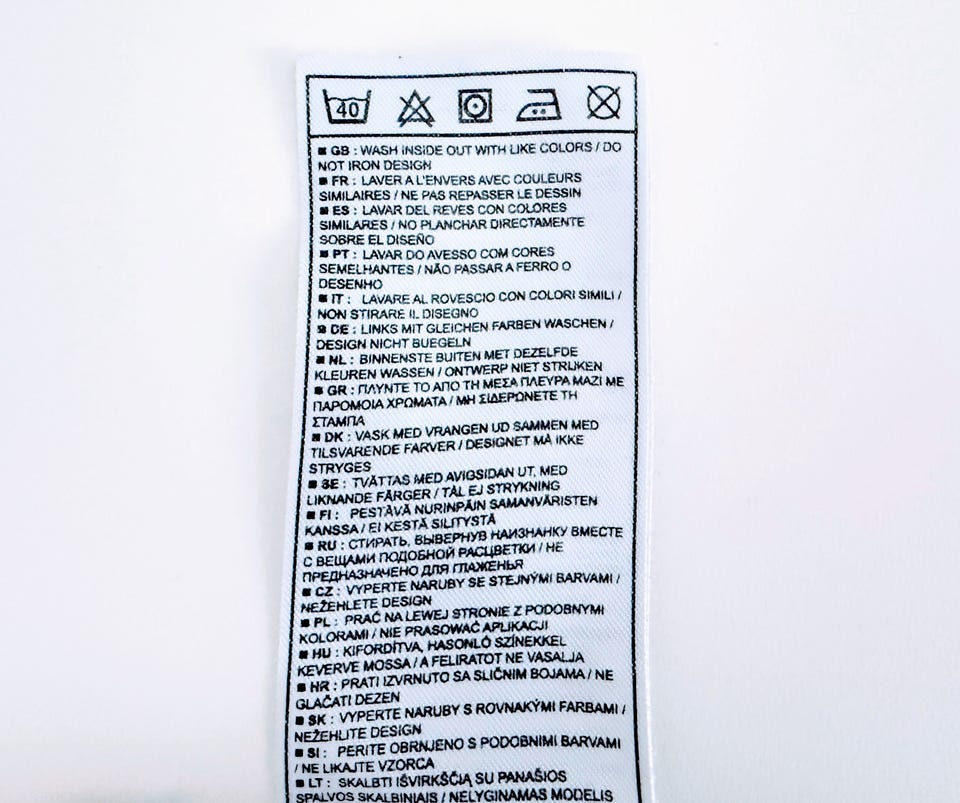 40
■ GB : WASH INSIDE OUT WITH LIKE COLORS / DO
NOT IRON DESIGN
■ FR : LAVER A L'ENVERS AVEC COULEURS
SIMILAIRES / NE PAS REPASSER LE DESSIN
■ ES : LAVAR DEL REVES CON COLORES
SIMILARES / NO PLANCHAR DIRECTAMENTE
SOBRE EL DISEÑO
■ PT : LAVAR DO AVESSO COM CORES
SEMELHANTES / NÃO PASSAR A FERRO O
DESENHO
■ IT : LAVARE AL ROVESCIO CON COLORI SIMILI /
NON STIRARE IL DISEGNO
■ DE : LINKS MIT GLEICHEN FARBEN WASCHEN /
DESIGN NICHT BUEGELN
■ NL : BINNENSTE BUITEN MET DEZELFDE
KLEUREN WASSEN / ONTWERP NIET STRIJKEN
■ GR : ΠΛΥΝΤΕ ΤΟ ΑΠΟ ΤΗ ΜΕΣΑ ΠΛΕΥΡΑ ΜΑΖΙ ΜΕ
ΠΑΡΟΜΟΙΑ ΧΡΩΜΑΤΑ / ΜΗ ΣΙΔΕΡΩΝΕΤΕ ΤΗ
ΣΤΑΜΠΑ
■ DK : VASK MED VRANGEN UD SAMMEN MED
TILSVARENDE FARVER / DESIGNET MÅ IKKE
STRYGES
■ SE : TVÄTTAS MED AVIGSIDAN UT, MED
LIKNANDE FÄRGER / TÅL EJ STRYKNING
■ FI : PESTÄVÄ NURINPÄIN SAMANVÄRISTEN
KANSSA / EI KESTÄ SILITYSTÄ
■ RU : СТИРАТЬ, ВЫВЕРНУВ НАИЗНАНКУ ВМЕСТЕ
С ВЕЩАМИ ПОДОБНОЙ РАСЦВЕТКИ / НЕ
ПРЕДНАЗНАЧЕНО ДЛЯ ГЛАЖЕНЬЯ
■ CZ : VYPERTE NARUBY SE STEJNÝMI BARVAMI /
NEŽEHLETE DESIGN
■ PL : PRAĆ NA LEWEJ STRONIE Z PODOBNYMI
KOLORAMI / NIE PRASOWAĆ APLIKACJI
■ HU : KIFORDÍTVA, HASONLÓ SZÍNEKKEL
KEVERVE MOSSA / A FELIRATOT NE VASALJA
■ HR : PRATI IZVRNUTO SA SLIČNIM BOJAMA / NE
GLAČATI DEZEN
■ SK : VYPERTE NARUBY S ROVNAKÝMI FARBAMI /
NEŽEHLITE DESIGN
■ SI : PERITE OBRNJENO S PODOBNIMI BARVAMI
/ NE LIKAJTE VZORCA
■ LT : SKALBTI IŠVIRKŠČIĄ SU PANAŠIOS
SPALVOS SKALBINIAIS / NELYGINAMAS MODELIS